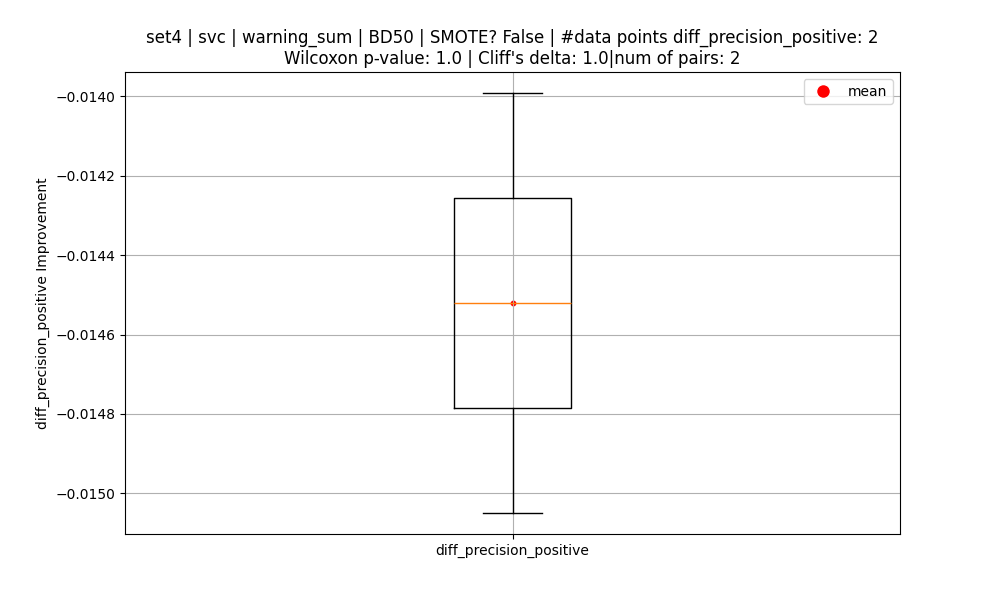 set4 | svc | warning_sum | BD50 | SMOTE? False | #data points diff_precision_positive: 2
Wilcoxon p-value: 1.0 | Cliff's delta: 1.0|num of pairs: 2
mean
−0.0140
−0.0142
−0.0144
−0.0146
−0.0148
−0.0150
diff_precision_positive Improvement
diff_precision_positive